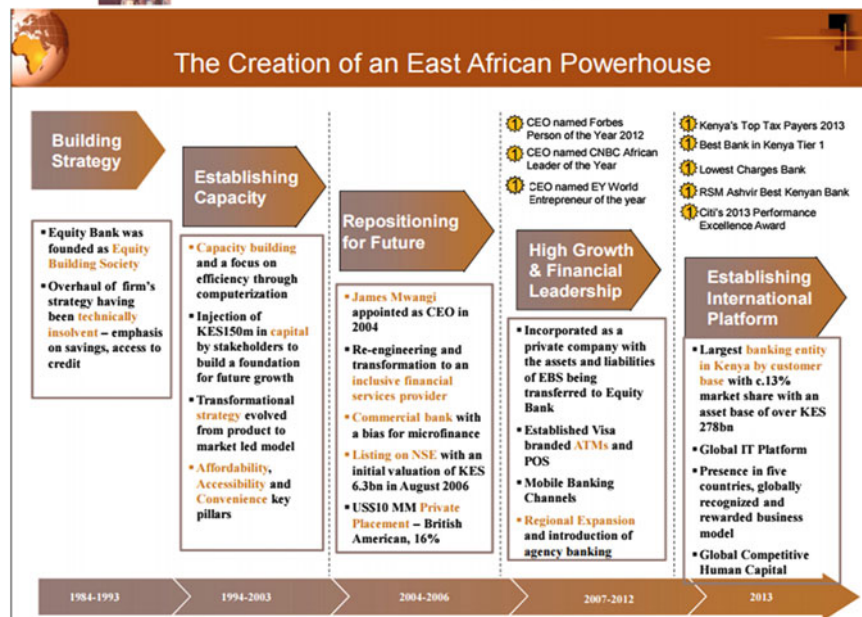 The Creation of an East African Powerhouse
Building
Strategy
▪ Equity Bank was
founded as Equity
Building Society
▪ Overhaul of firm's
strategy having
been technically
insolvent – emphasis
on savings, access to
credit
Establishing
Capacity
▪ Capacity building
and a focus on
efficiency through
computerization
▪ Injection of
KES150m in capital
by stakeholders to
build a foundation
for future growth
▪ Transformational
strategy evolved
from product to
market led model
▪ Affordability,
Accessibility and
Convenience key
pillars
Repositioning
for Future
▪ James Mwangi
appointed as CEO in
2004
▪ Re-engineering and
transformation to an
inclusive financial
services provider
▪ Commercial bank with
a bias for microfinance
▪ Listing on NSE with an
initial valuation of KES
6.3bn in August 2006
▪ US$10 MM Private
Placement – British
American, 16%
1 CEO named Forbes
Person of the Year 2012
1 CEO named CNBC African
Leader of the Year
1 CEO named EY World
Entrepreneur of the year
High Growth
& Financial
Leadership
▪ Incorporated as a
private company with
the assets and liabilities
of EBS being
transferred to Equity
Bank
▪ Established Visa
branded ATMs and
POS
▪ Mobile Banking
Channels
▪ Regional Expansion
and introduction of
agency banking
1 Kenya's Top Tax Payers 2013
1 Best Bank in Kenya Tier 1
1 Lowest Charges Bank
1 RSM Ashvir Best Kenyan Bank
1 Citi's 2013 Performance
Excellence Award
Establishing
International
Platform
▪ Largest banking entity
in Kenya by customer
base with c.13%
market share with an
asset base of over KES
278bn
▪ Global IT Platform
▪ Presence in five
countries, globally
recognized and
rewarded business
model
▪ Global Competitive
Human Capital
1984-1993
1994-2003
2004-2006
2007-2012
2013